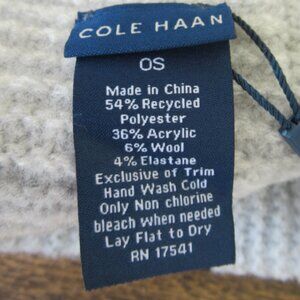 COLE HAAN
OS
Made in China
54% Recycled
Polyester
36% Acrylic
6% Wool
4% Elastane
Exclusive of Trim
Hand Wash Cold
Only Non chlorine
bleach when needed
Lay Flat to Dry
RN 17541